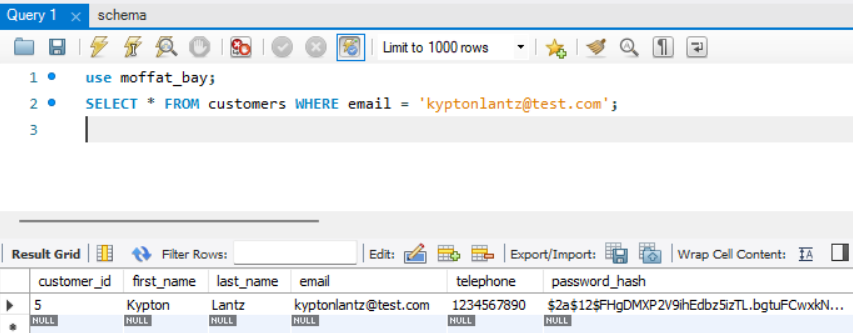 Query 1 × schema
Limit to 1000 rows
1 use moffat_bay;
2 SELECT * FROM customers WHERE email = 'kyptonlantz@test.com';
3
Result Grid Filter Rows: Edit: Export/Import: Wrap Cell Content: IA
customer_id first_name last_name email telephone password_hash
5 Kypton Lantz kyptonlantz@test.com 1234567890 $2a$12$FHgDMXP2V9ihEdbz5izTL.bgtuFCwxkN...
NULL NULL NULL NULL NULL NULL